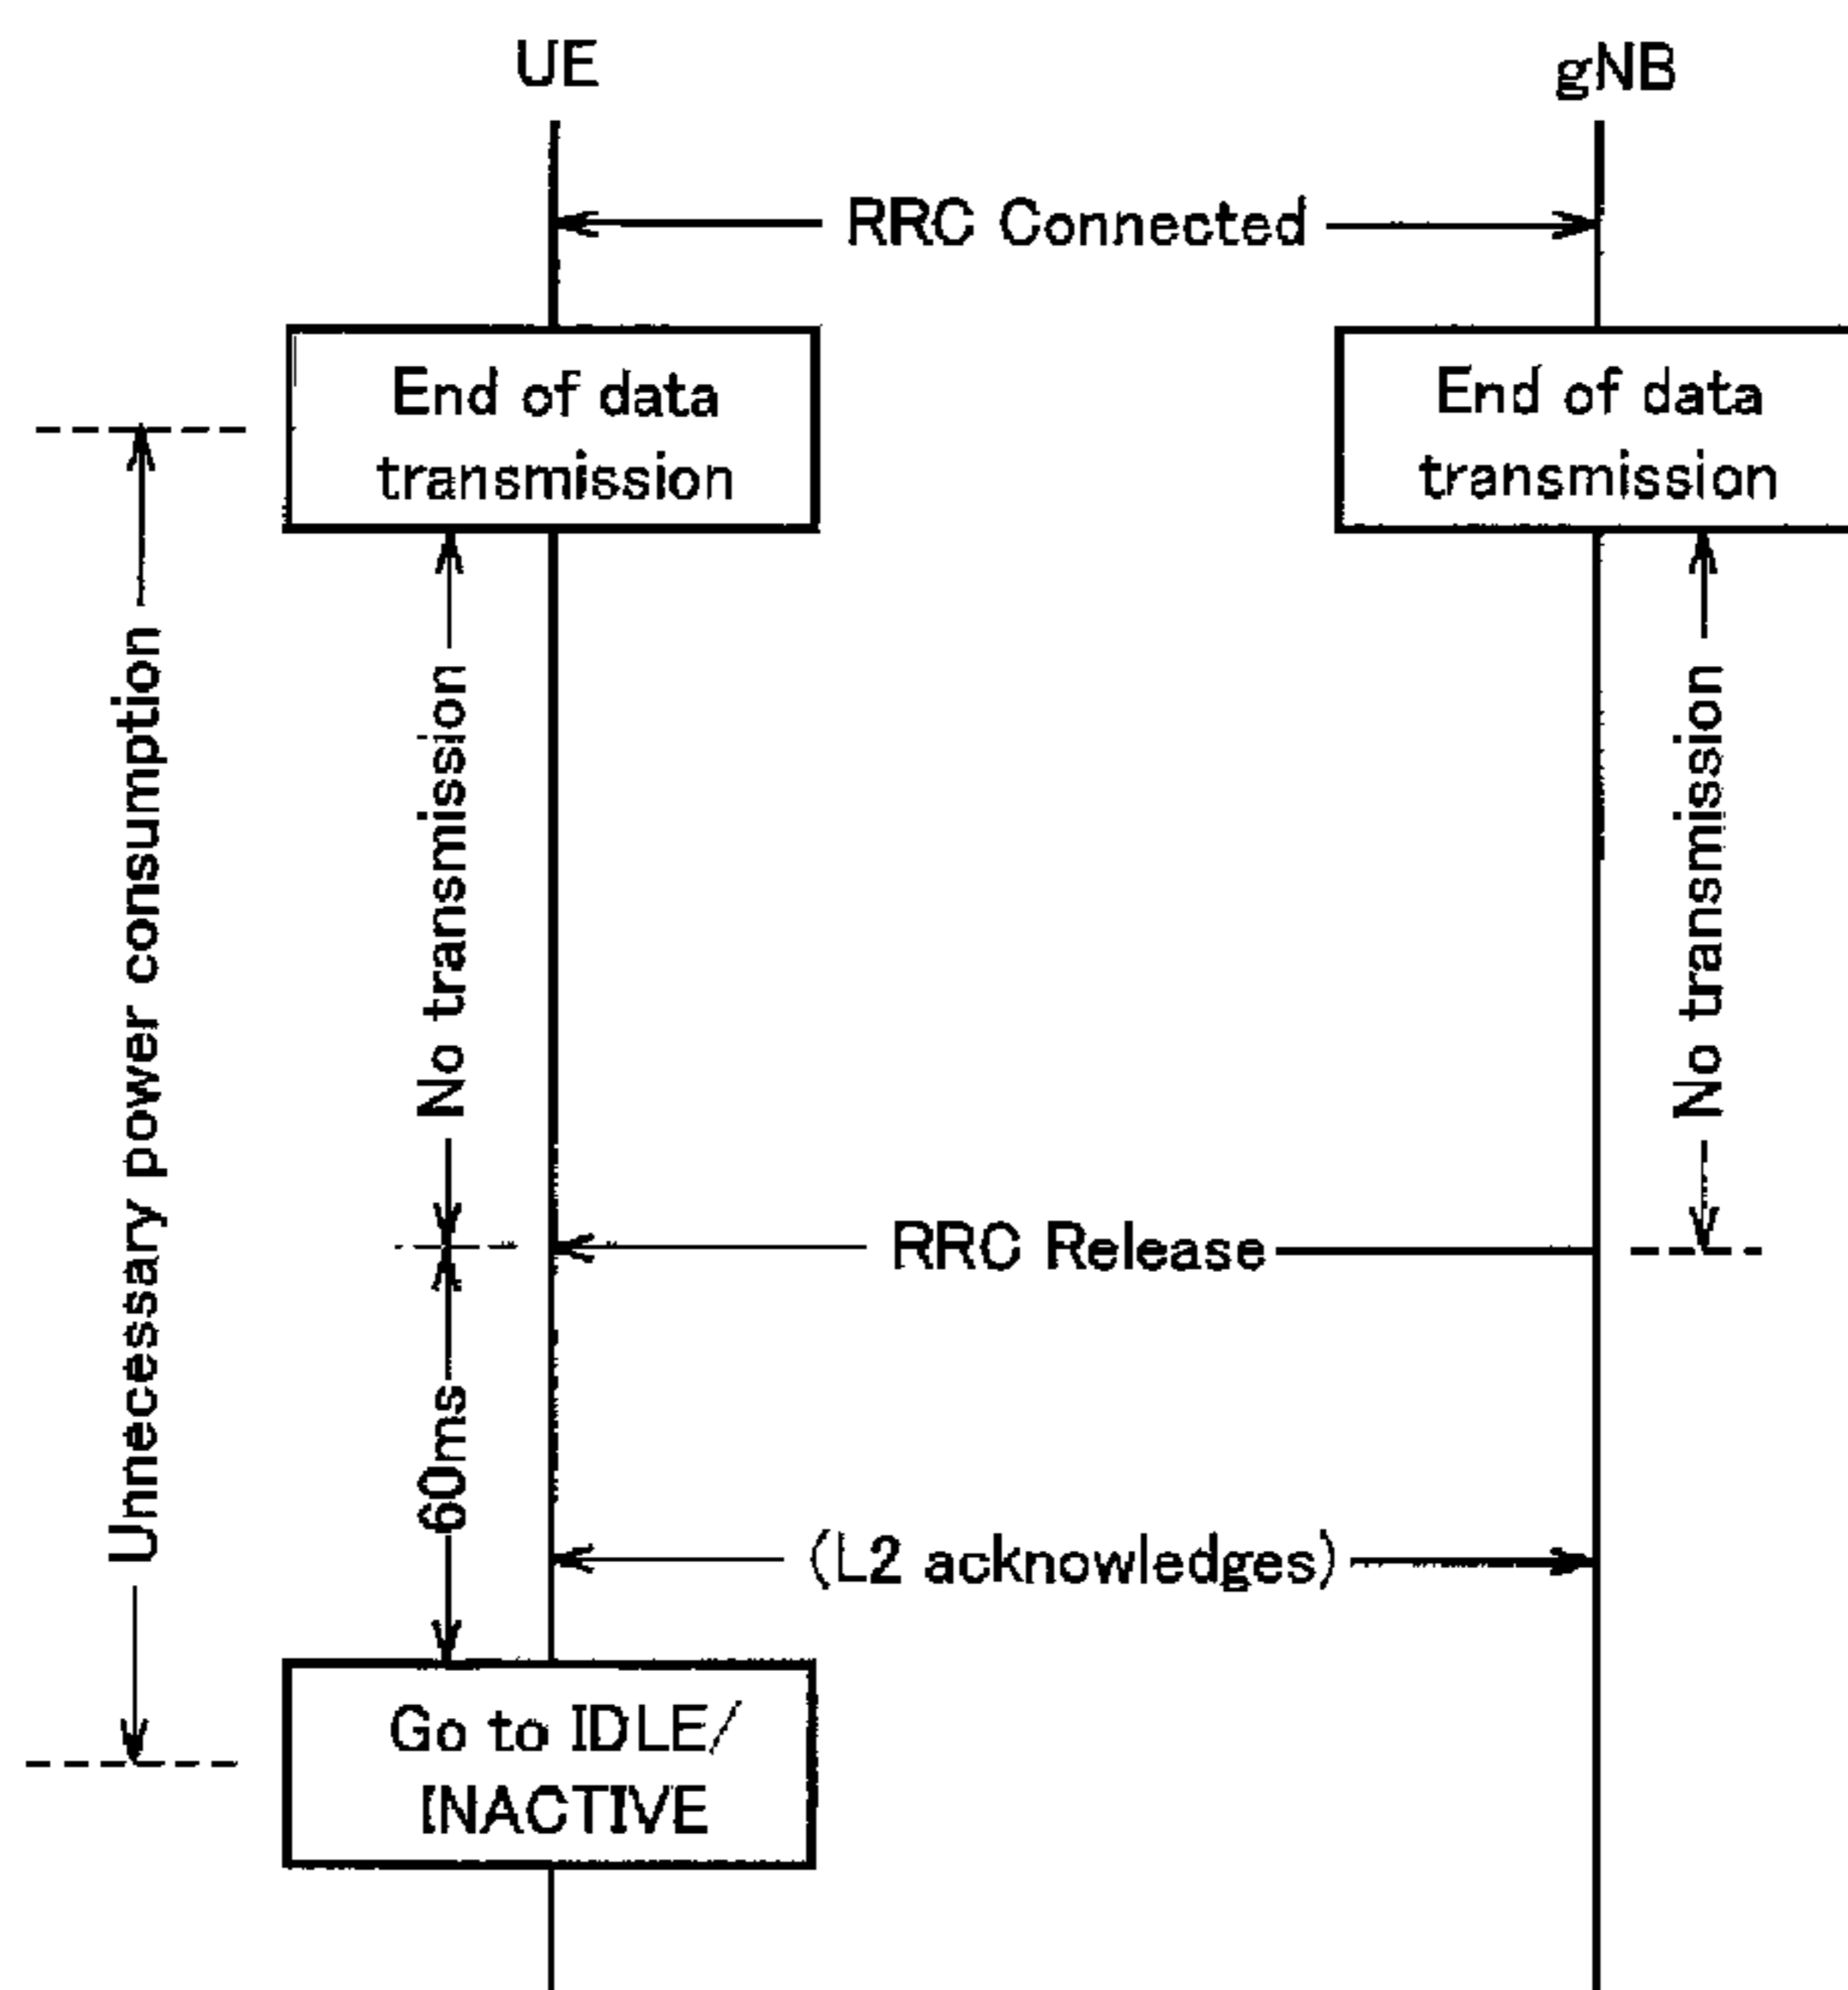 UE
gNB
RRC Connected
End of data
transmission
End of data
transmission
Unnecessary power consumption
No transmission
No transmission
RRC Release
60ms
(L2 acknowledges)
Go to IDLE/
INACTIVE